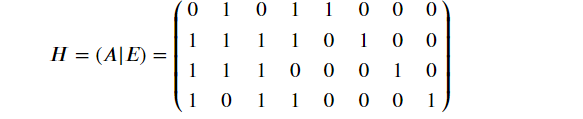 0 1 0 1 1 0 0 0
1 1 1 1 0 1 0 0
H = (A|E) =
1 1 1 0 0 0 1 0
1 0 1 1 0 0 0 1